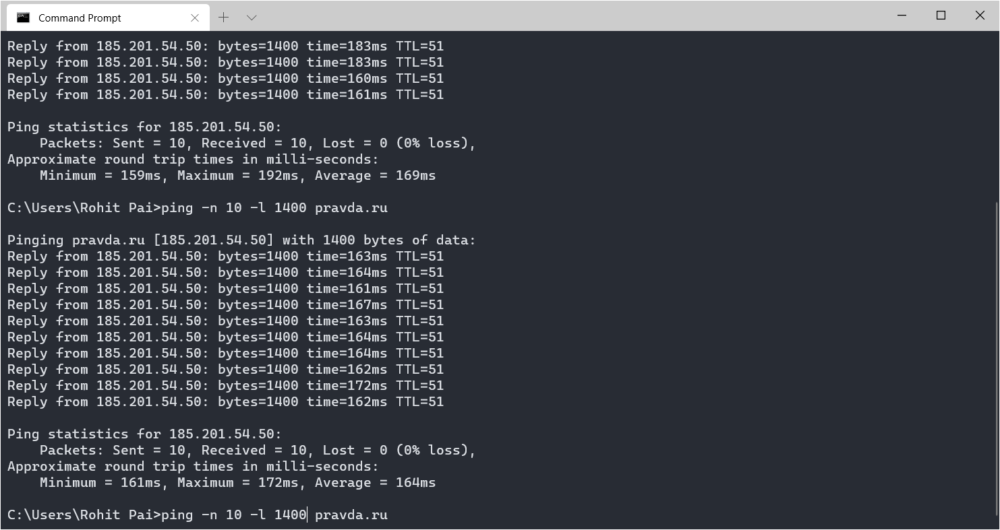 Command Prompt
Reply from 185.201.54.50: bytes=1400 time=183ms TTL=51
Reply from 185.201.54.50: bytes=1400 time=183ms TTL=51
Reply from 185.201.54.50: bytes=1400 time=160ms TTL=51
Reply from 185.201.54.50: bytes=1400 time=161ms TTL=51
Ping statistics for 185.201.54.50:
    Packets: Sent = 10, Received = 10, Lost = 0 (0% loss),
Approximate round trip times in milli-seconds:
    Minimum = 159ms, Maximum = 192ms, Average = 169ms
C:\Users\Rohit Pai>ping -n 10 -l 1400 pravda.ru
Pinging pravda.ru [185.201.54.50] with 1400 bytes of data:
Reply from 185.201.54.50: bytes=1400 time=163ms TTL=51
Reply from 185.201.54.50: bytes=1400 time=164ms TTL=51
Reply from 185.201.54.50: bytes=1400 time=161ms TTL=51
Reply from 185.201.54.50: bytes=1400 time=167ms TTL=51
Reply from 185.201.54.50: bytes=1400 time=163ms TTL=51
Reply from 185.201.54.50: bytes=1400 time=164ms TTL=51
Reply from 185.201.54.50: bytes=1400 time=164ms TTL=51
Reply from 185.201.54.50: bytes=1400 time=162ms TTL=51
Reply from 185.201.54.50: bytes=1400 time=172ms TTL=51
Reply from 185.201.54.50: bytes=1400 time=162ms TTL=51
Ping statistics for 185.201.54.50:
    Packets: Sent = 10, Received = 10, Lost = 0 (0% loss),
Approximate round trip times in milli-seconds:
    Minimum = 161ms, Maximum = 172ms, Average = 164ms
C:\Users\Rohit Pai>ping -n 10 -l 1400 pravda.ru